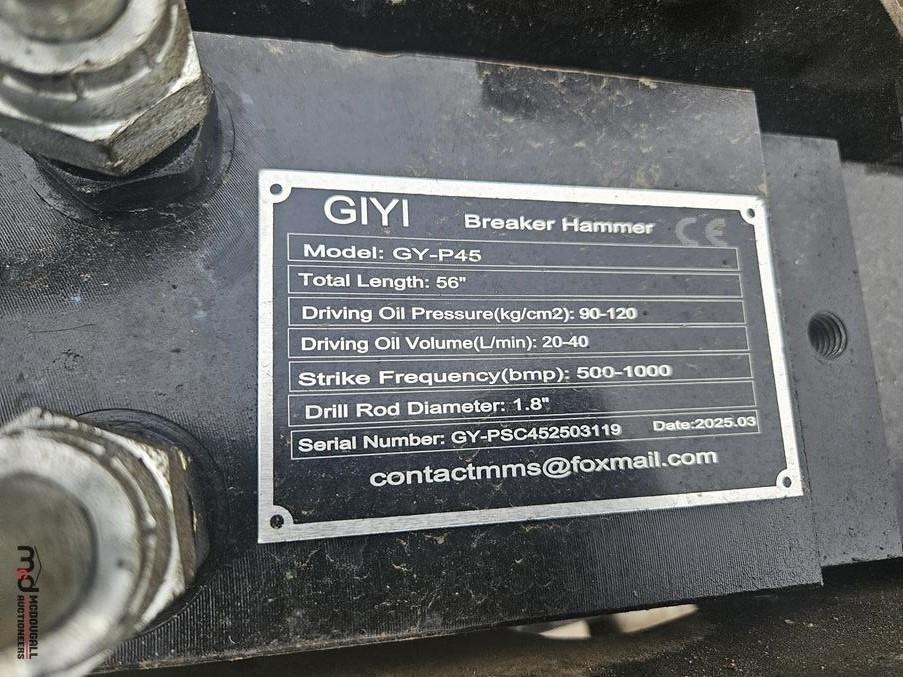 GIYI Breaker Hammer CE
Model: GY-P45
Total Length: 56"
Driving Oil Pressure(kg/cm2): 90-120
Driving Oil Volume(L/min): 20-40
Strike Frequency(bmp): 500-1000
Drill Rod Diameter: 1.8"
Serial Number: GY-PSC452503119 Date:2025.03
contactmms@foxmail.com
md
MCDOUGALL
AUCTIONEERS